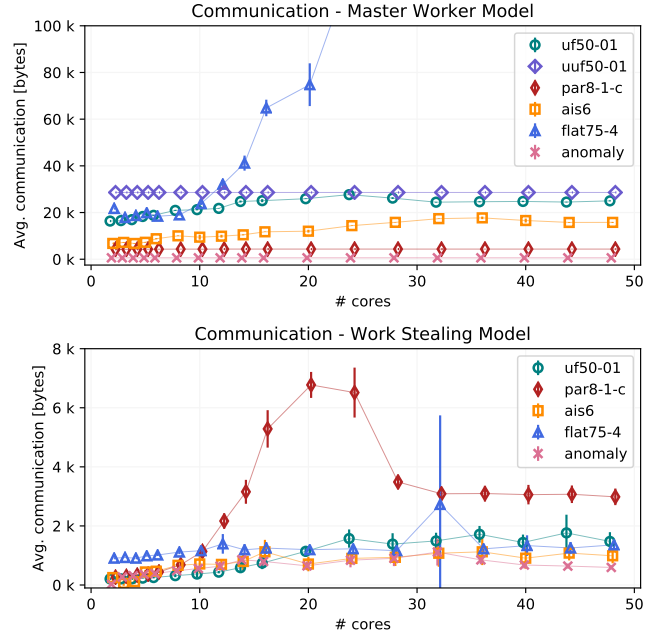 Communication - Master Worker Model
Avg. communication [bytes]
100 k
80 k
60 k
40 k
20 k
0 k
0
10
20
30
40
50
# cores
uf50-01
uuf50-01
par8-1-c
ais6
flat75-4
anomaly
Communication - Work Stealing Model
Avg. communication [bytes]
8 k
6 k
4 k
2 k
0 k
0
10
20
30
40
50
# cores
uf50-01
par8-1-c
ais6
flat75-4
anomaly